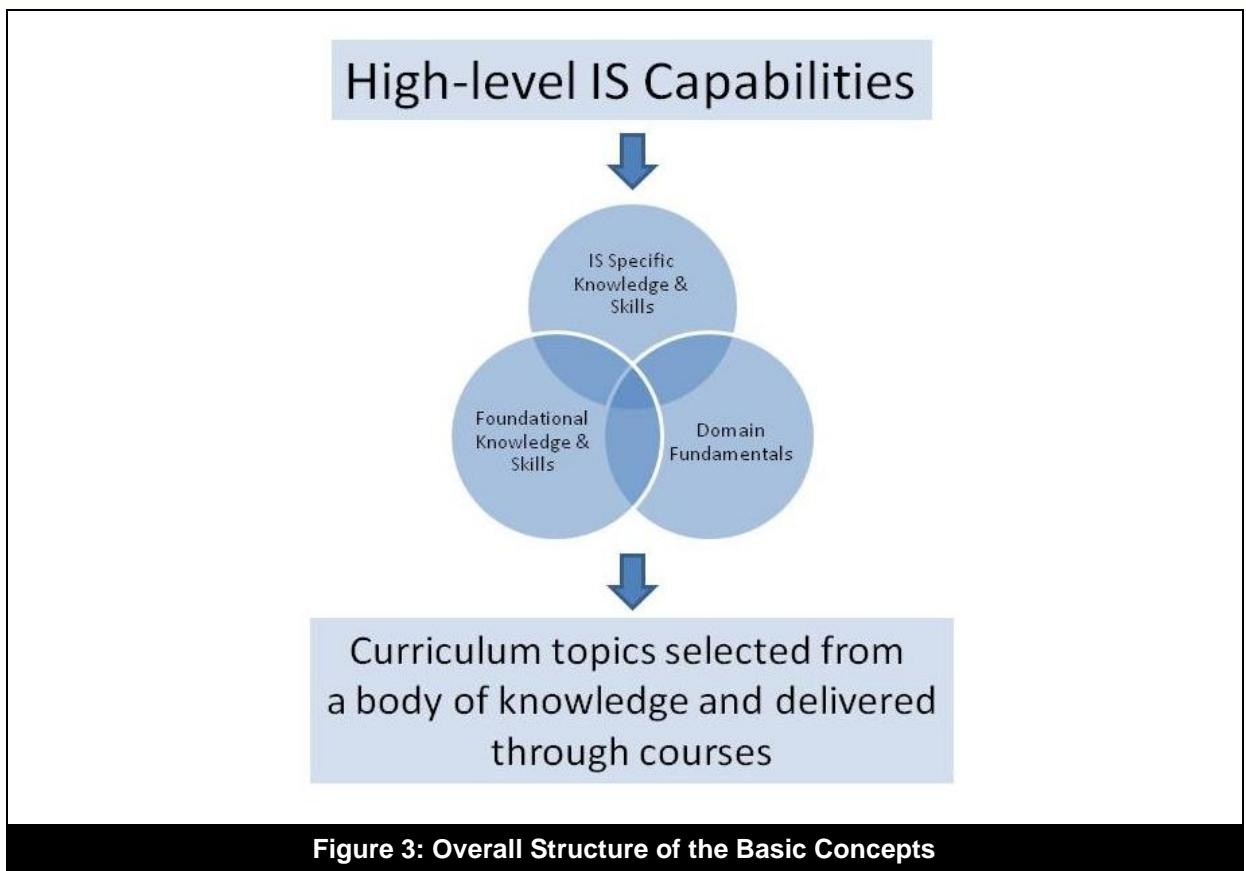 High-level IS Capabilities
IS Specific
Knowledge &
Skills
Foundational
Knowledge &
Skills
Domain
Fundamentals
Curriculum topics selected from
a body of knowledge and delivered
through courses
Figure 3: Overall Structure of the Basic Concepts